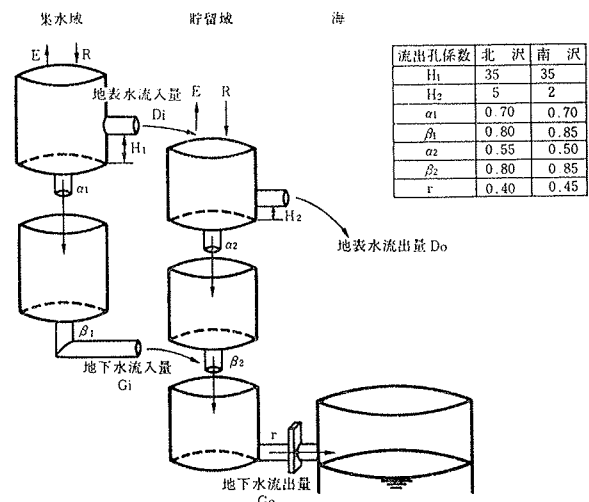 集水域 貯留域 海
E R
地表水流入量
Di
E R
H₁
α₁
H₂
α₂
地表水流出量 Do
β₁
地下水流入量
Gi
β₂
r
地下水流出量
Go
流出孔係数 北 沢 南 沢
H₁ 35 35
H₂ 5 2
α₁ 0.70 0.70
β₁ 0.80 0.85
α₂ 0.55 0.50
β₂ 0.80 0.85
r 0.40 0.45